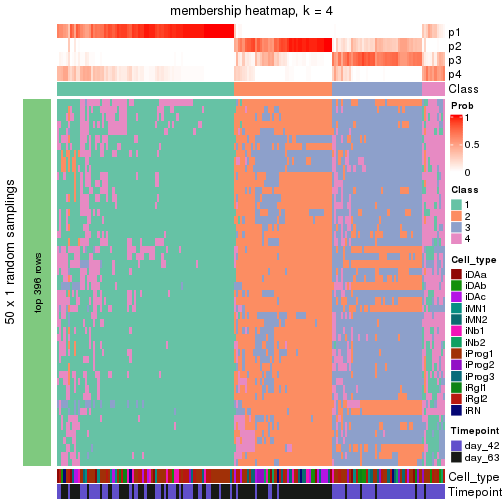 membership heatmap, k = 4
p1
p2
p3
p4
Class
50 x 1 random samplings
top 396 rows
Prob
1
0.5
0
Class
1
2
3
4
Cell_type
iDAa
iDAb
iDAc
iMN1
iMN2
iNb1
iNb2
iProg1
iProg2
iProg3
iRgl1
iRgl2
iRN
Timepoint
day_42
day_63
Cell_type
Timepoint